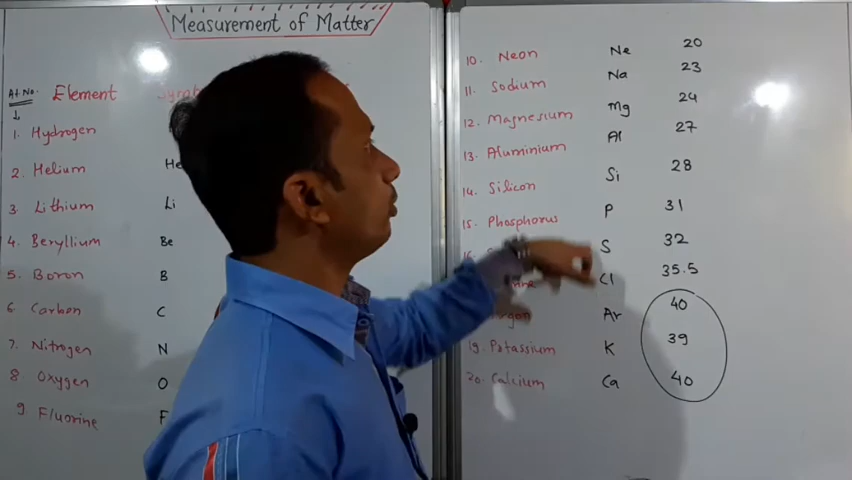 Measurement of Matter
At No. Element
1. Hydrogen
2. Helium He
3. Lithium Li
4. Beryllium Be
5. Boron B
6. Carbon C
7. Nitrogen N
8. Oxygen O
9 Fluorine F
10. Neon Ne 20
11. Sodium Na 23
12. Magnesium Mg 24
13. Aluminium Al 27
14. Silicon Si 28
15. Phosphorus P 31
16. S 32
Cl 35.5
Ar 40
19. Potassium K 39
20. Calcium Ca 40